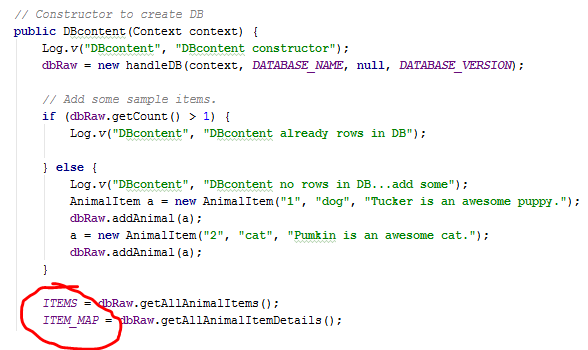 // Constructor to create DB
public DBcontent(Context context) {
Log.v("DBcontent", "DBcontent constructor");
dbRaw = new handleDB(context, DATABASE_NAME, null, DATABASE_VERSION);
// Add some sample items.
if (dbRaw.getCount() > 1) {
Log.v("DBcontent", "DBcontent already rows in DB");
} else {
Log.v("DBcontent", "DBcontent no rows in DB...add some");
AnimalItem a = new AnimalItem("1", "dog", "Tucker is an awesome puppy.");
dbRaw.addAnimal(a);
a = new AnimalItem("2", "cat", "Pumkin is an awesome cat.");
dbRaw.addAnimal(a);
}
ITEMS = dbRaw.getAllAnimalItems();
ITEM_MAP = dbRaw.getAllAnimalItemDetails();